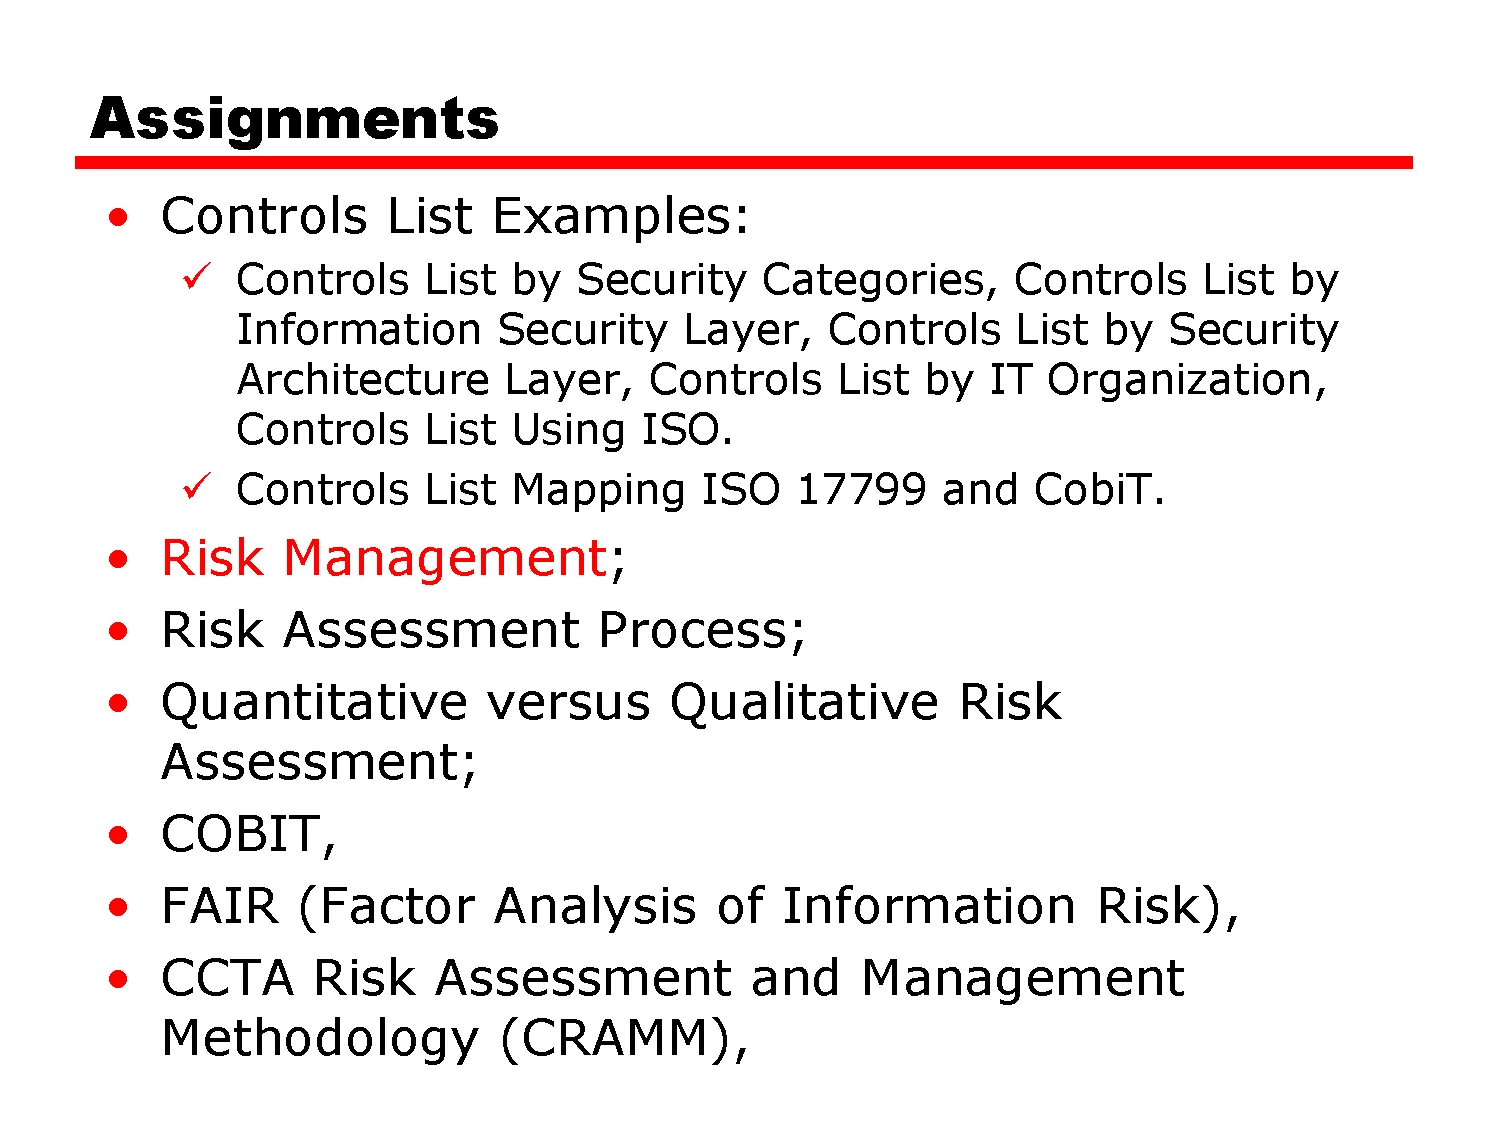 Assignments
• Controls List Examples:
✓ Controls List by Security Categories, Controls List by
Information Security Layer, Controls List by Security
Architecture Layer, Controls List by IT Organization,
Controls List Using ISO.
✓ Controls List Mapping ISO 17799 and CobiT.
• Risk Management;
• Risk Assessment Process;
• Quantitative versus Qualitative Risk
Assessment;
• COBIT,
• FAIR (Factor Analysis of Information Risk),
• CCTA Risk Assessment and Management
Methodology (CRAMM),